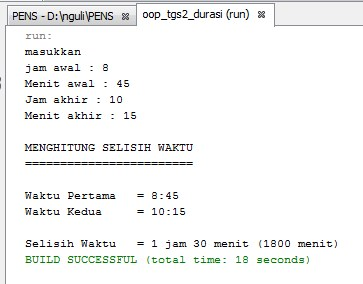 PENS - D:\nguli\PENS oop_tgs2_durasi (run)
run:
masukkan
jam awal : 8
Menit awal : 45
Jam akhir : 10
Menit akhir : 15
MENGHITUNG SELISIH WAKTU
========================
Waktu Pertama = 8:45
Waktu Kedua = 10:15
Selisih Waktu = 1 jam 30 menit (1800 menit)
BUILD SUCCESSFUL (total time: 18 seconds)